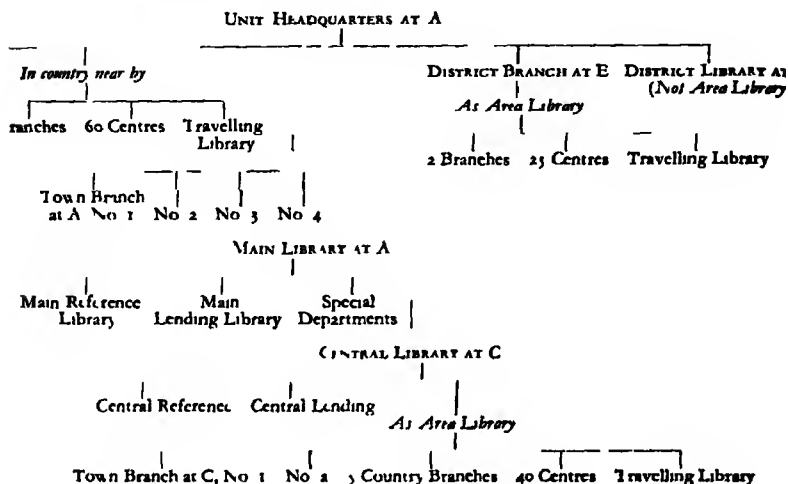 UNIT HEADQUARTERS AT A
In country near by
DISTRICT BRANCH AT E DISTRICT LIBRARY AT
As Area Library (Not Area Library
ranches 60 Centres Travelling Library
2 Branches 25 Centres Travelling Library
Town Branch at A No 1 No 2 No 3 No 4
MAIN LIBRARY AT A
Main Reference Library Main Lending Library Special Departments
CENTRAL LIBRARY AT C
Central Reference Central Lending
As Area Library
Town Branch at C, No 1 No 2 3 Country Branches 40 Centres Travelling Library